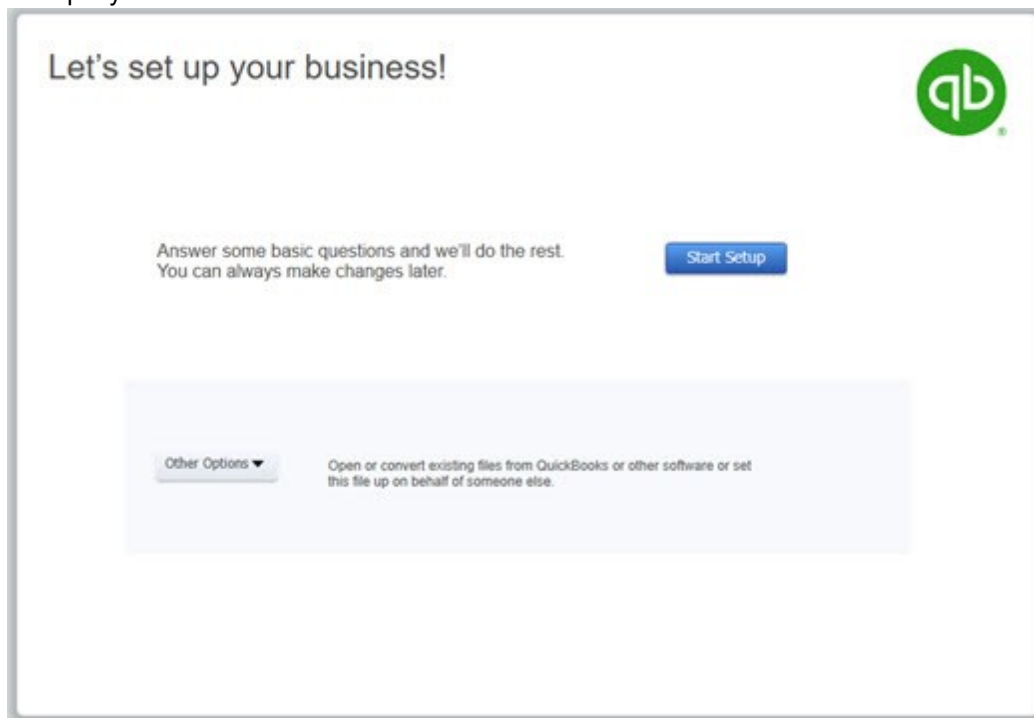 Let's set up your business!
qb
Answer some basic questions and we'll do the rest.
You can always make changes later.
Start Setup
Other Options
Open or convert existing files from QuickBooks or other software or set
this file up on behalf of someone else.